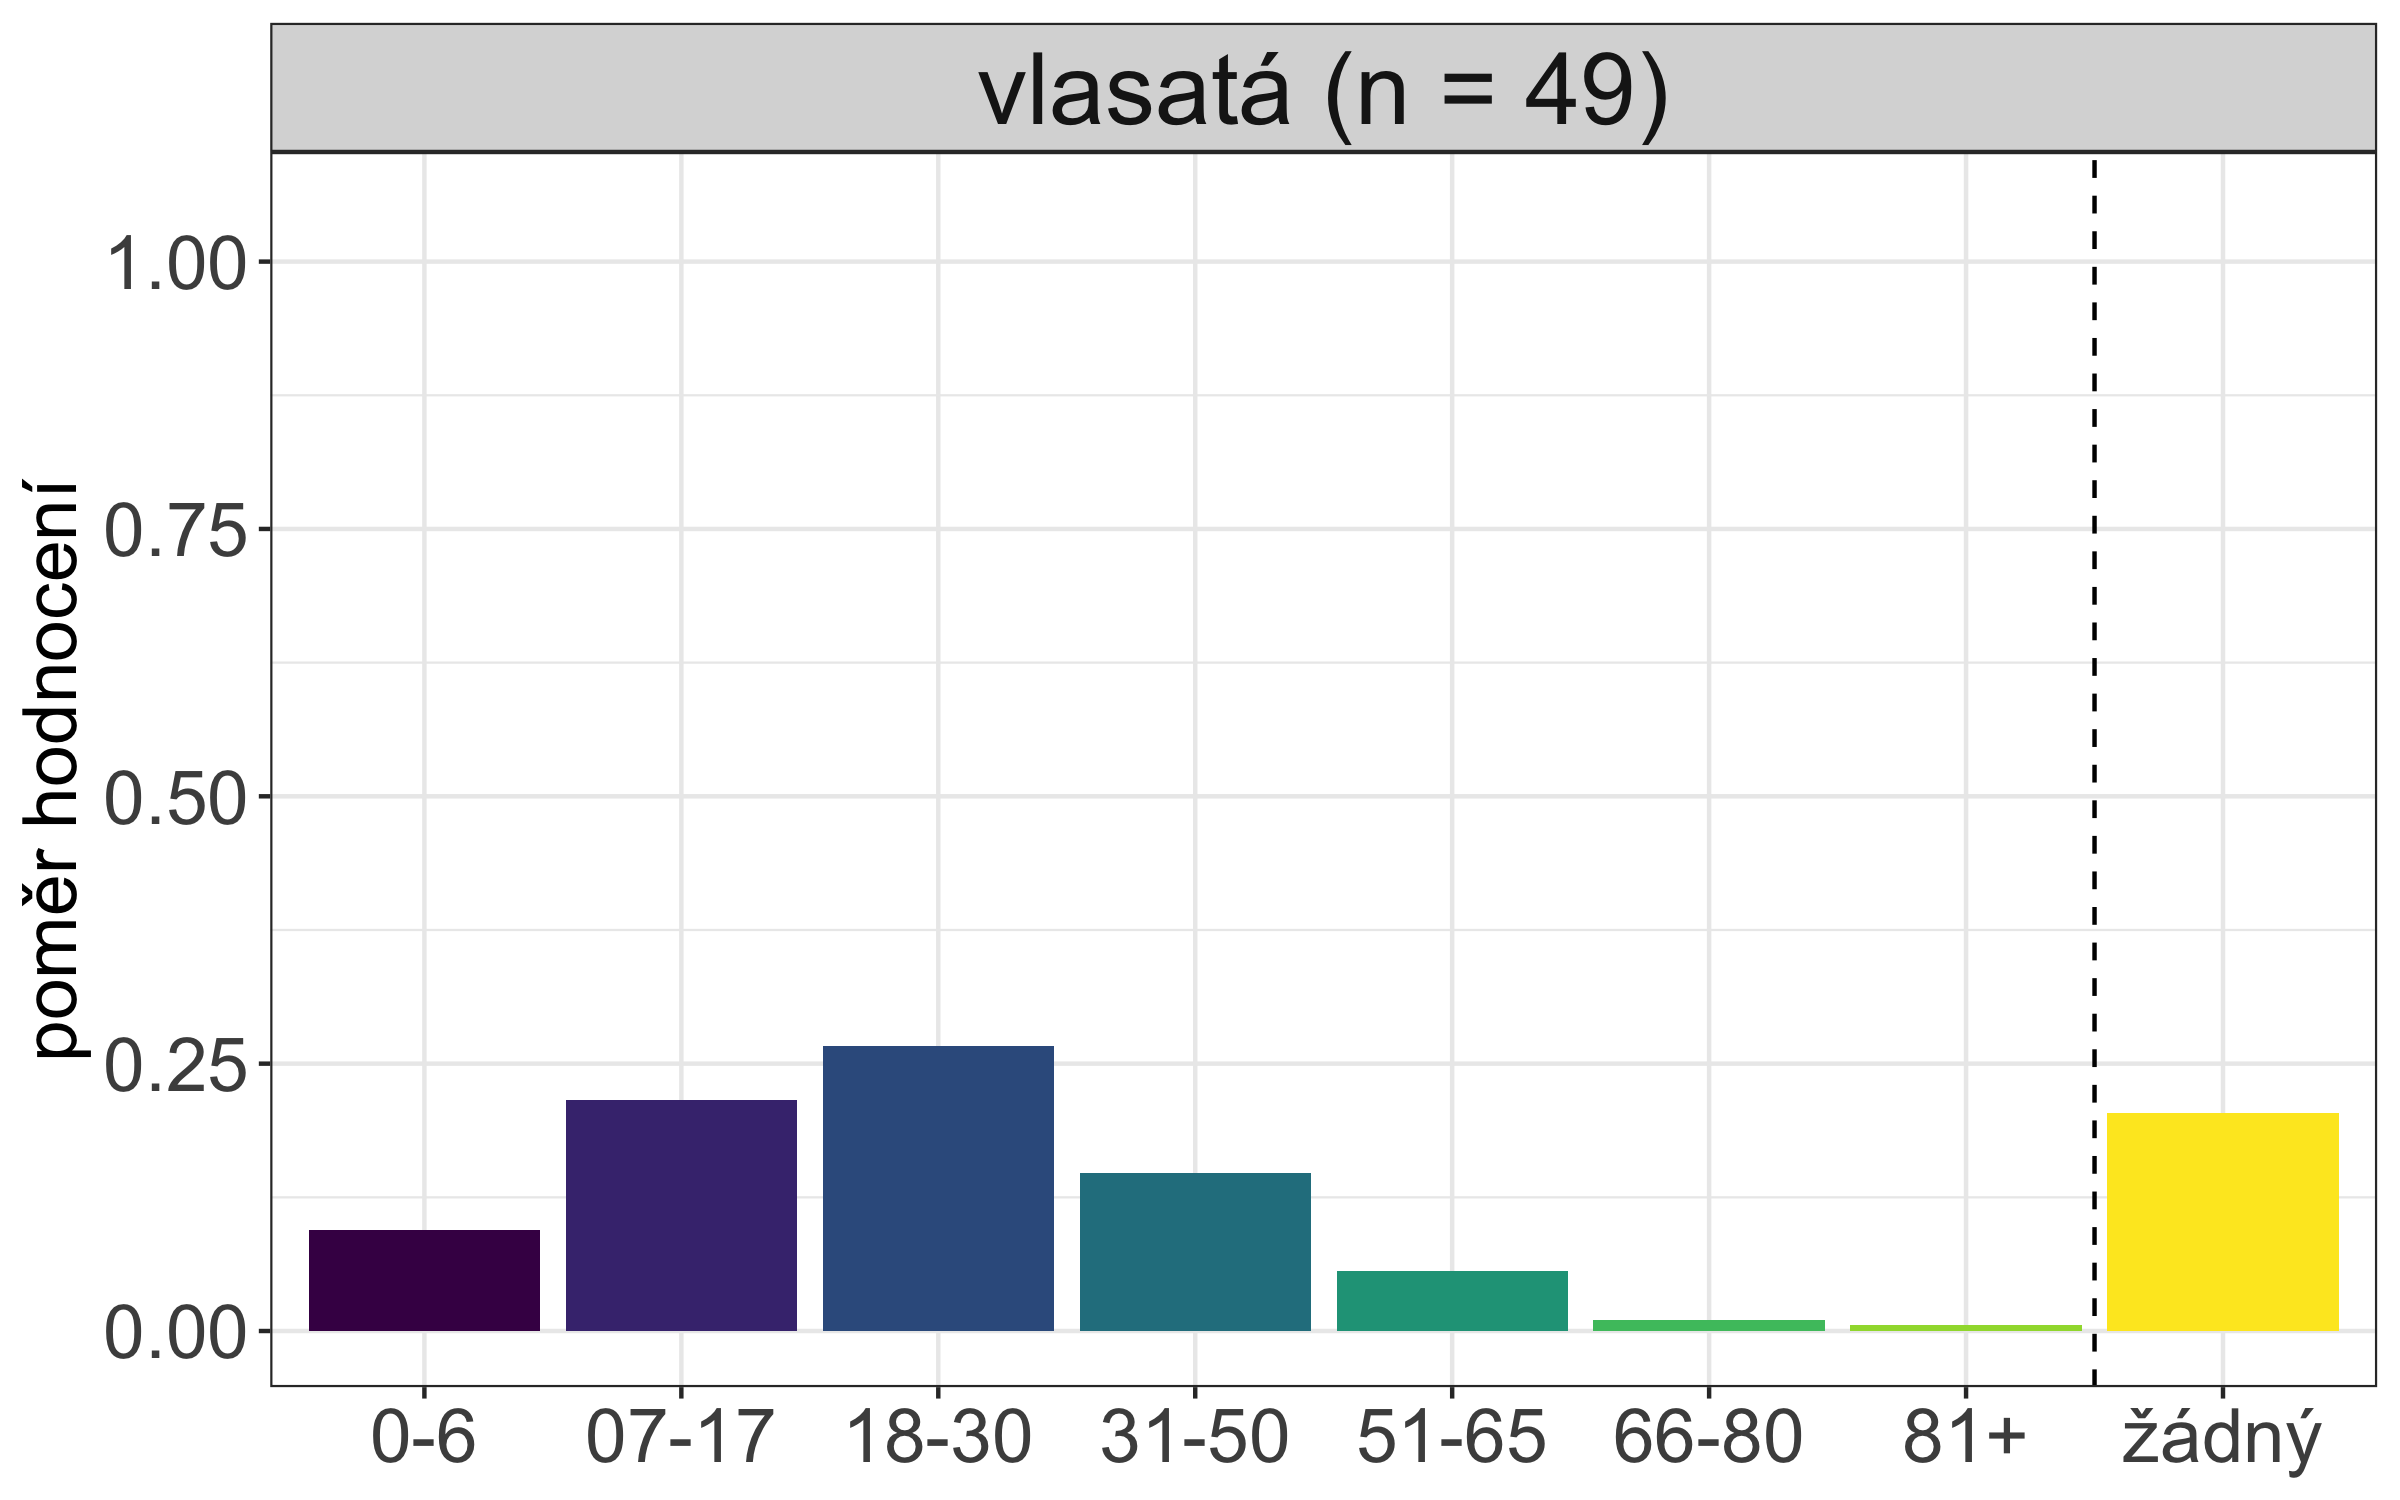 vlasatá (n = 49)
poměr hodnocení
1.00
0.75
0.50
0.25
0.00
0-6 07-17 18-30 31-50 51-65 66-80 81+ žádný